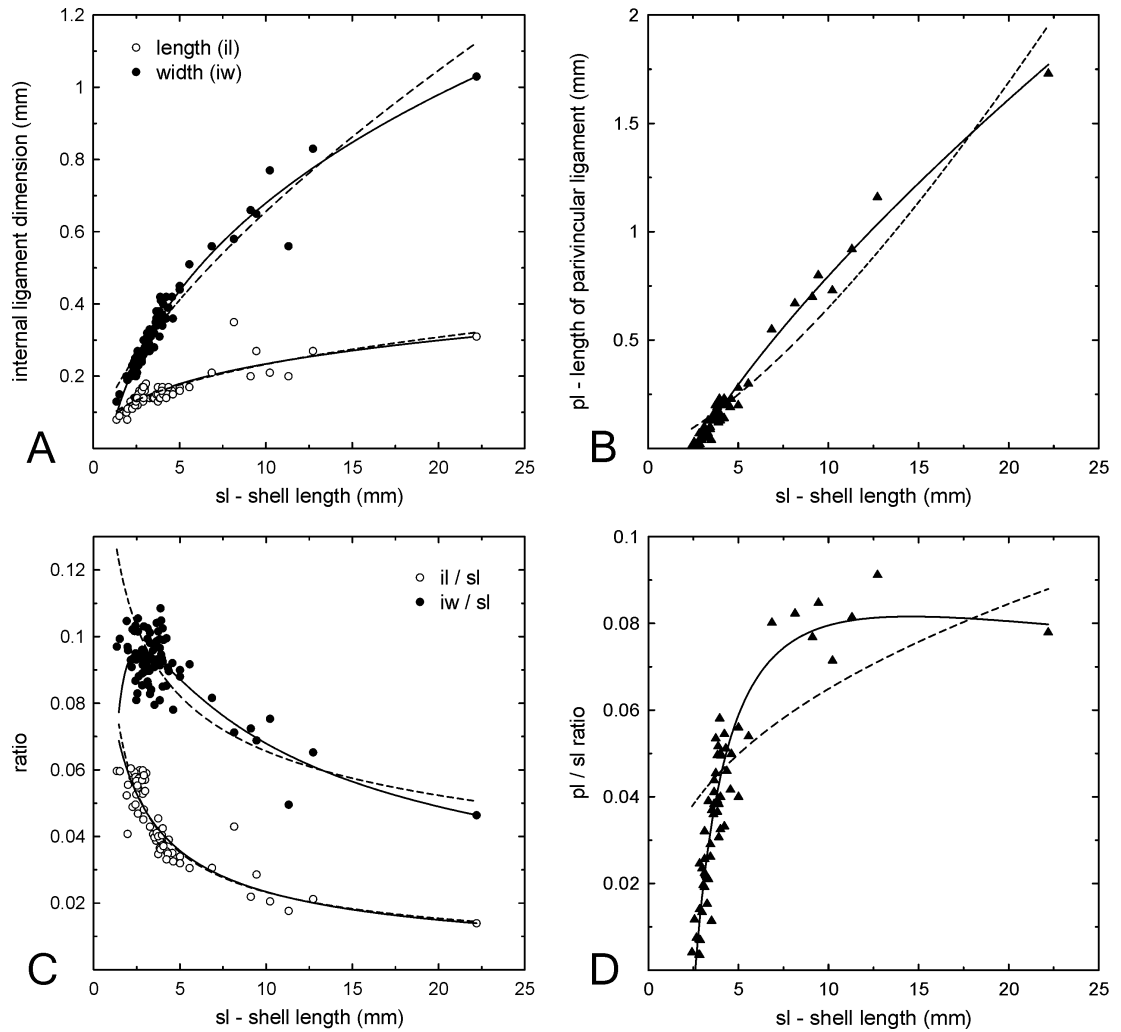 1.2
1
0.8
0.6
0.4
0.2
internal ligament dimension (mm)
length (il)
width (iw)
A
0 5 10 15 20 25
sl - shell length (mm)
2
1.5
1
0.5
pl - length of parivincular ligament (mm)
B
0 5 10 15 20 25
sl - shell length (mm)
0.12
0.1
0.08
0.06
0.04
0.02
ratio
il / sl
iw / sl
C
0 5 10 15 20 25
sl - shell length (mm)
0.1
0.08
0.06
0.04
0.02
pl / sl ratio
D
0 5 10 15 20 25
sl - shell length (mm)